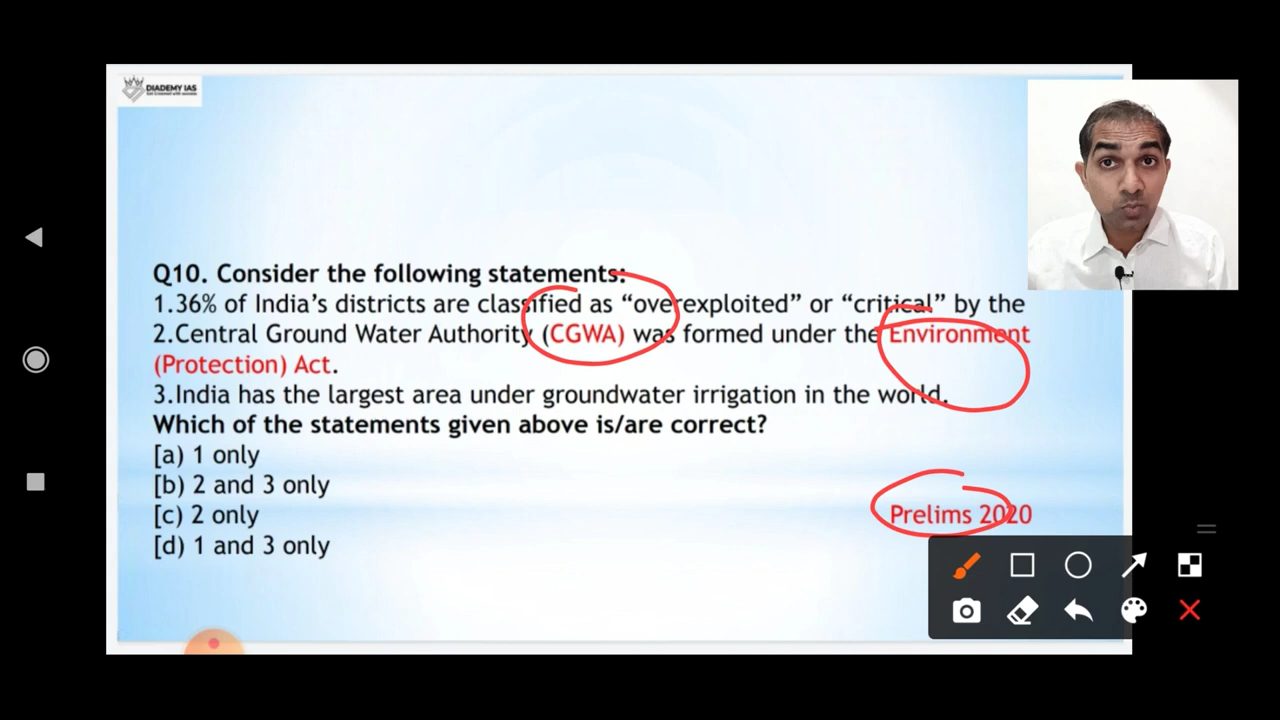 DIADEMY IAS
Q10. Consider the following statements:
1.36% of India's districts are classified as “overexploited” or “critical” by the
2.Central Ground Water Authority (CGWA) was formed under the Environment
(Protection) Act.
3.India has the largest area under groundwater irrigation in the world.
Which of the statements given above is/are correct?
[a) 1 only
[b) 2 and 3 only
[c) 2 only
Prelims 2020
[d) 1 and 3 only